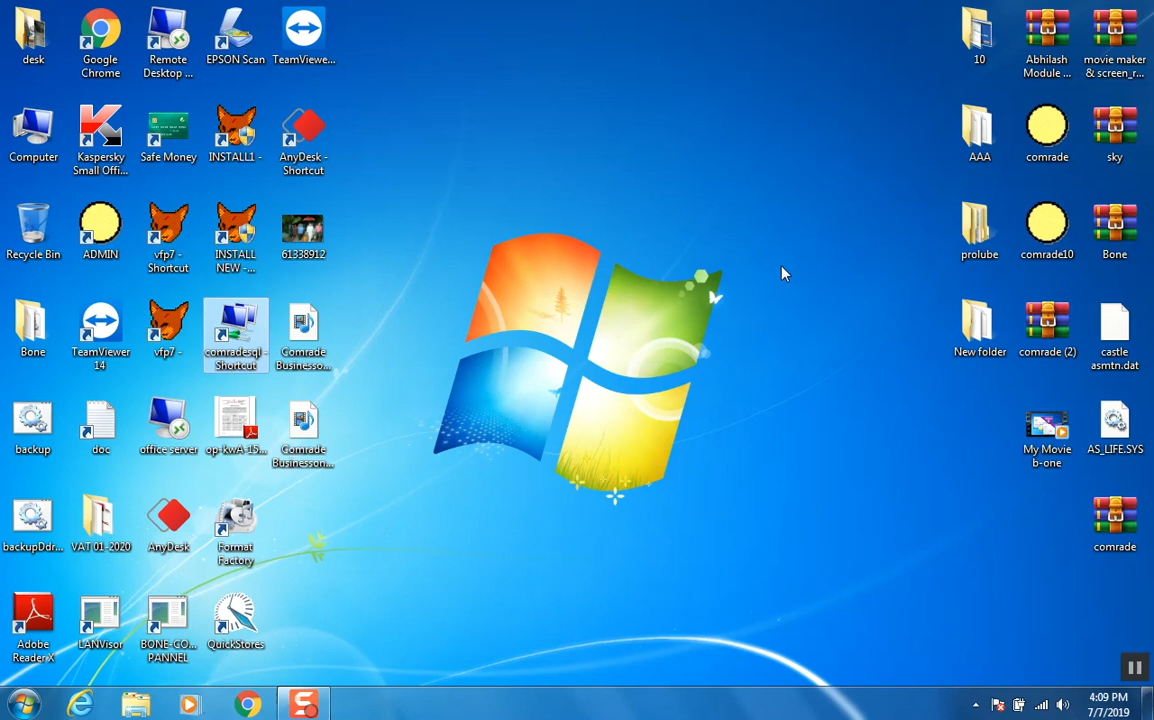 desk
Google
Chrome
Remote
Desktop ...
EPSON Scan
TeamViewe...
10
Abhilash
Module ...
movie maker
& screen_r...
Computer
Kaspersky
Small Offi...
Safe Money
INSTALL1 -
AnyDesk -
Shortcut
AAA
comrade
sky
Recycle Bin
ADMIN
vfp7 -
Shortcut
INSTALL
NEW -...
61338912
prolube
comrade10
Bone
Bone
TeamViewer
14
vfp7 -
comradesql -
Shortcut
Comrade
Businesso...
New folder
comrade (2)
castle
asmtn.dat
backup
doc
office server
op-kwA-15...
Comrade
Businesson...
My Movie
b-one
AS_LIFE.SYS
backupDdr...
VAT 01-2020
AnyDesk
Format
Factory
comrade
Adobe
Reader X
LANVisor
BONE-CO...
PANNEL
QuickStores
4:09 PM
7/7/2019